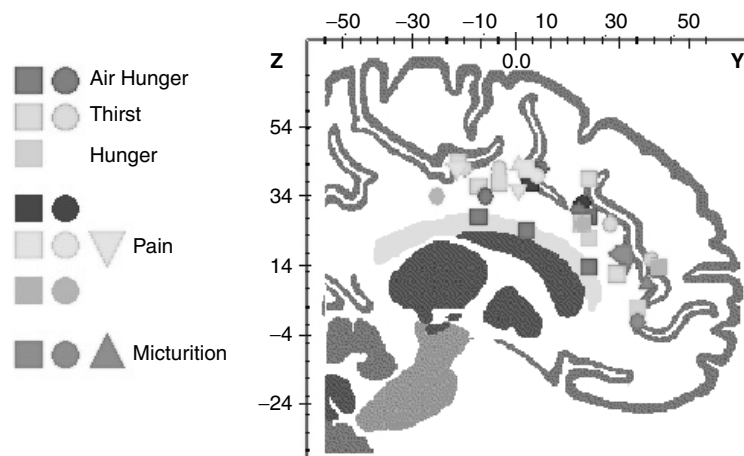 −50 −30 −10 10 30 50
Z 0.0 Y
Air Hunger
Thirst
54
Hunger
34
Pain
14
−4
Micturition
−24